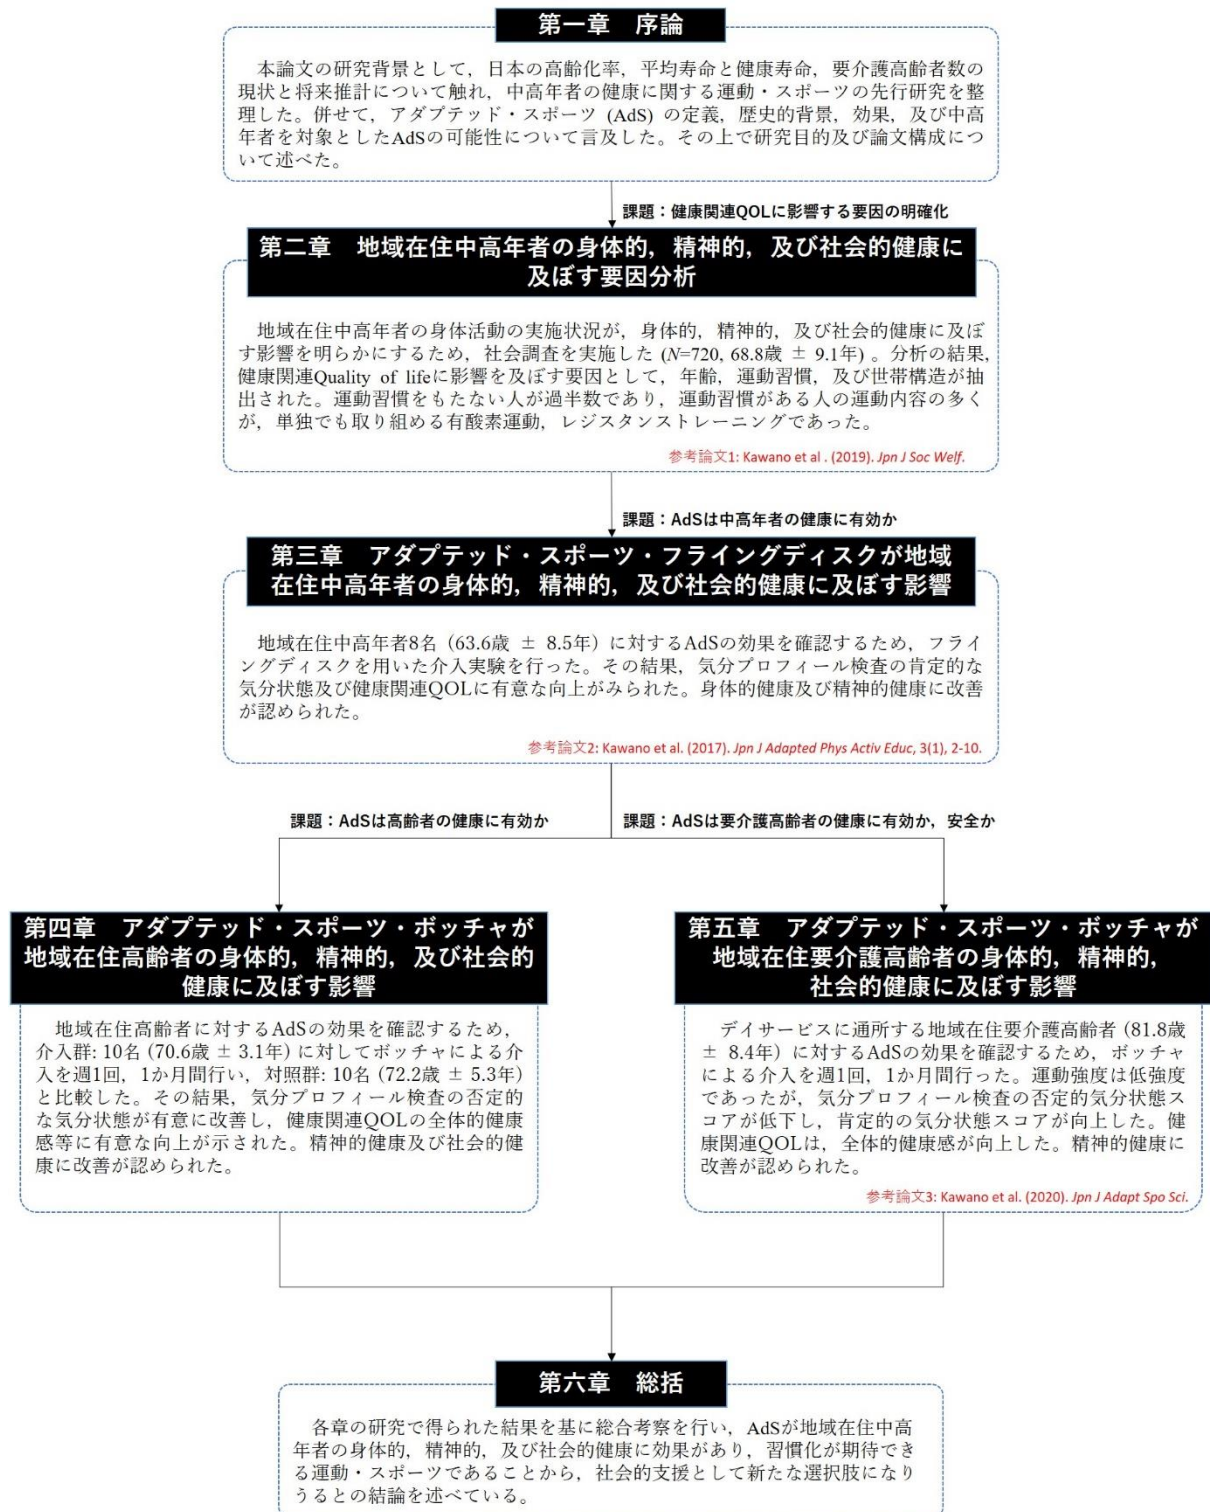 第一章　序論
本論文の研究背景として，日本の高齢化率，平均寿命と健康寿命，要介護高齢者数の
現状と将来推計について触れ，中高年者の健康に関する運動・スポーツの先行研究を整
理した。併せて，アダプテッド・スポーツ (AdS) の定義，歴史的背景，効果，及び中高
年者を対象としたAdSの可能性について言及した。その上で研究目的及び論文構成につ
いて述べた。
課題：健康関連QOLに影響する要因の明確化
第二章　地域在住中高年者の身体的，精神的，及び社会的健康に
及ぼす要因分析
地域在住中高年者の身体活動の実施状況が，身体的，精神的，及び社会的健康に及ぼ
す影響を明らかにするため，社会調査を実施した (N=720, 68.8歳 ± 9.1年) 。分析の結果，
健康関連Quality of lifeに影響を及ぼす要因として，年齢，運動習慣，及び世帯構造が抽
出された。運動習慣をもたない人が過半数であり，運動習慣がある人の運動内容の多く
が，単独でも取り組める有酸素運動，レジスタンストレーニングであった。
参考論文1: Kawano et al . (2019). Jpn J Soc Welf.
課題：AdSは中高年者の健康に有効か
第三章　アダプテッド・スポーツ・フライングディスクが地域
在住中高年者の身体的，精神的，及び社会的健康に及ぼす影響
地域在住中高年者8名（63.6歳 ± 8.5年）に対するAdSの効果を確認するため，フライ
ングディスクを用いた介入実験を行った。その結果，気分プロフィール検査の肯定的な
気分状態及び健康関連QOLに有意な向上がみられた。身体的健康及び精神的健康に改善
が認められた。
参考論文2: Kawano et al. (2017). Jpn J Adapted Phys Activ Educ, 3(1), 2-10.
課題：AdSは高齢者の健康に有効か
課題：AdSは要介護高齢者の健康に有効か，安全か
第四章　アダプテッド・スポーツ・ボッチャが
地域在住高齢者の身体的，精神的，及び社会的
健康に及ぼす影響
地域在住高齢者に対するAdSの効果を確認するため，
介入群: 10名 (70.6歳 ± 3.1年) に対してボッチャによる介
入を週1回，1か月間行い，対照群: 10名 (72.2歳 ± 5.3年)
と比較した。その結果，気分プロフィール検査の否定的
な気分状態が有意に改善し，健康関連QOLの全体的健康
感等に有意な向上が示された。精神的健康及び社会的健
康に改善が認められた。
第五章　アダプテッド・スポーツ・ボッチャが
地域在住要介護高齢者の身体的，精神的，
社会的健康に及ぼす影響
デイサービスに通所する地域在住要介護高齢者 (81.8歳
± 8.4年）に対するAdSの効果を確認するため，ボッチャ
による介入を週1回，1か月間行った。運動強度は低強度
であったが，気分プロフィール検査の否定的気分状態ス
コアが低下し，肯定的の気分状態スコアが向上した。健
康関連QOLは，全体的健康感が向上した。精神的健康に
改善が認められた。
参考論文3: Kawano et al. (2020). Jpn J Adapt Spo Sci.
第六章　総括
各章の研究で得られた結果を基に総合考察を行い，AdSが地域在住中高
年者の身体的，精神的，及び社会的健康に効果があり，習慣化が期待でき
る運動・スポーツであることから，社会的支援として新たな選択肢になり
うるとの結論を述べている。